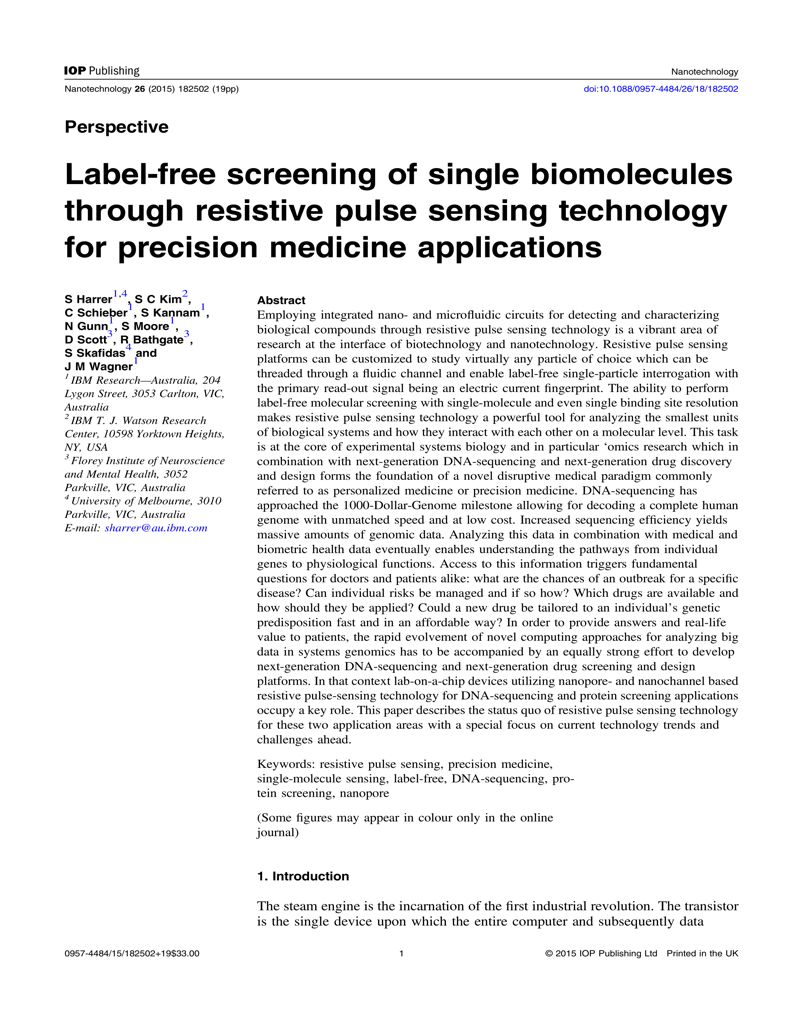 IOP Publishing
Nanotechnology
Nanotechnology 26 (2015) 182502 (19pp)
doi:10.1088/0957-4484/26/18/182502
Perspective
Label-free screening of single biomolecules
through resistive pulse sensing technology
for precision medicine applications
S Harrer1,4, S C Kim2,
C Schieber1, S Kannam1,
N Gunn1, S Moore1,
D Scott3, R Bathgate3,
S Skafidas4 and
J M Wagner1
1 IBM Research—Australia, 204
Lygon Street, 3053 Carlton, VIC,
Australia
2 IBM T. J. Watson Research
Center, 10598 Yorktown Heights,
NY, USA
3 Florey Institute of Neuroscience
and Mental Health, 3052
Parkville, VIC, Australia
4 University of Melbourne, 3010
Parkville, VIC, Australia
E-mail: sharrer@au.ibm.com
Abstract
Employing integrated nano- and microfluidic circuits for detecting and characterizing
biological compounds through resistive pulse sensing technology is a vibrant area of
research at the interface of biotechnology and nanotechnology. Resistive pulse sensing
platforms can be customized to study virtually any particle of choice which can be
threaded through a fluidic channel and enable label-free single-particle interrogation with
the primary read-out signal being an electric current fingerprint. The ability to perform
label-free molecular screening with single-molecule and even single binding site resolution
makes resistive pulse sensing technology a powerful tool for analyzing the smallest units
of biological systems and how they interact with each other on a molecular level. This task
is at the core of experimental systems biology and in particular ‘omics research which in
combination with next-generation DNA-sequencing and next-generation drug discovery
and design forms the foundation of a novel disruptive medical paradigm commonly
referred to as personalized medicine or precision medicine. DNA-sequencing has
approached the 1000-Dollar-Genome milestone allowing for decoding a complete human
genome with unmatched speed and at low cost. Increased sequencing efficiency yields
massive amounts of genomic data. Analyzing this data in combination with medical and
biometric health data eventually enables understanding the pathways from individual
genes to physiological functions. Access to this information triggers fundamental
questions for doctors and patients alike: what are the chances of an outbreak for a specific
disease? Can individual risks be managed and if so how? Which drugs are available and
how should they be applied? Could a new drug be tailored to an individual’s genetic
predisposition fast and in an affordable way? In order to provide answers and real-life
value to patients, the rapid evolvement of novel computing approaches for analyzing big
data in systems genomics has to be accompanied by an equally strong effort to develop
next-generation DNA-sequencing and next-generation drug screening and design
platforms. In that context lab-on-a-chip devices utilizing nanopore- and nanochannel based
resistive pulse-sensing technology for DNA-sequencing and protein screening applications
occupy a key role. This paper describes the status quo of resistive pulse sensing technology
for these two application areas with a special focus on current technology trends and
challenges ahead.
Keywords: resistive pulse sensing, precision medicine,
single-molecule sensing, label-free, DNA-sequencing, pro-
tein screening, nanopore
(Some figures may appear in colour only in the online
journal)
1. Introduction
The steam engine is the incarnation of the first industrial revolution. The transistor
is the single device upon which the entire computer and subsequently data
0957-4484/15/182502+19$33.00
1
© 2015 IOP Publishing Ltd Printed in the UK